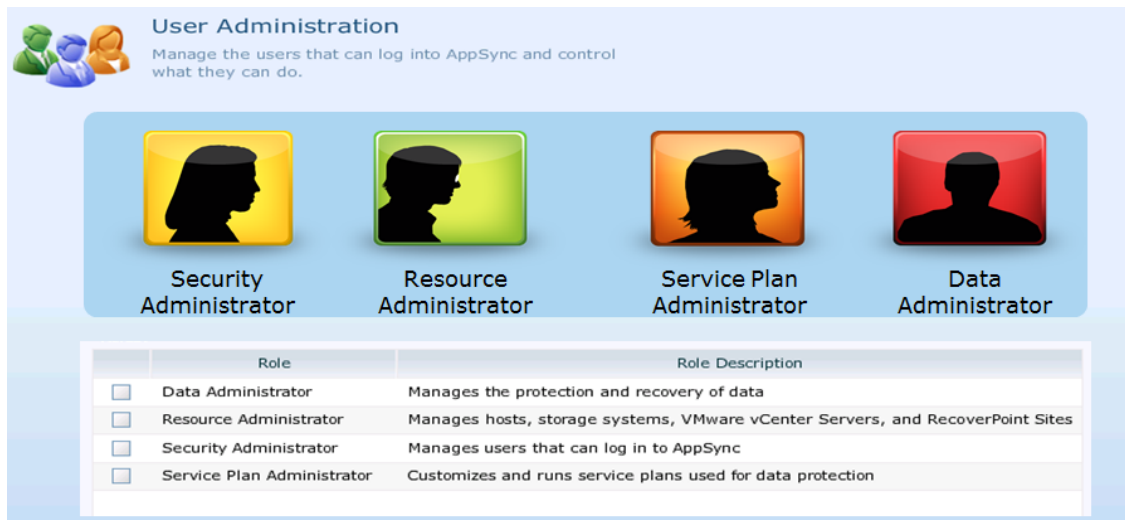 User Administration
Manage the users that can log into AppSync and control
what they can do.
Security
Administrator
Resource
Administrator
Service Plan
Administrator
Data
Administrator
Role Role Description
Data Administrator Manages the protection and recovery of data
Resource Administrator Manages hosts, storage systems, VMware vCenter Servers, and RecoverPoint Sites
Security Administrator Manages users that can log in to AppSync
Service Plan Administrator Customizes and runs service plans used for data protection